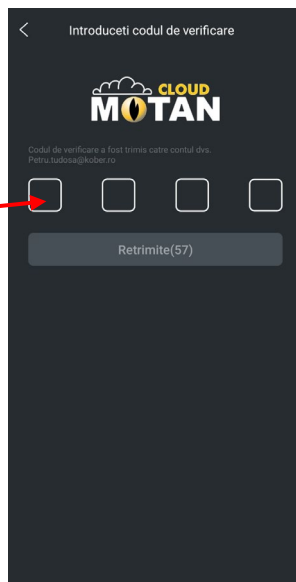 Introduceti codul de verificare
CLOUD
MOTAN
Codul de verificare a fost trimis catre contul dvs.
Petru.tudosa@kober.ro
Retrimite(57)